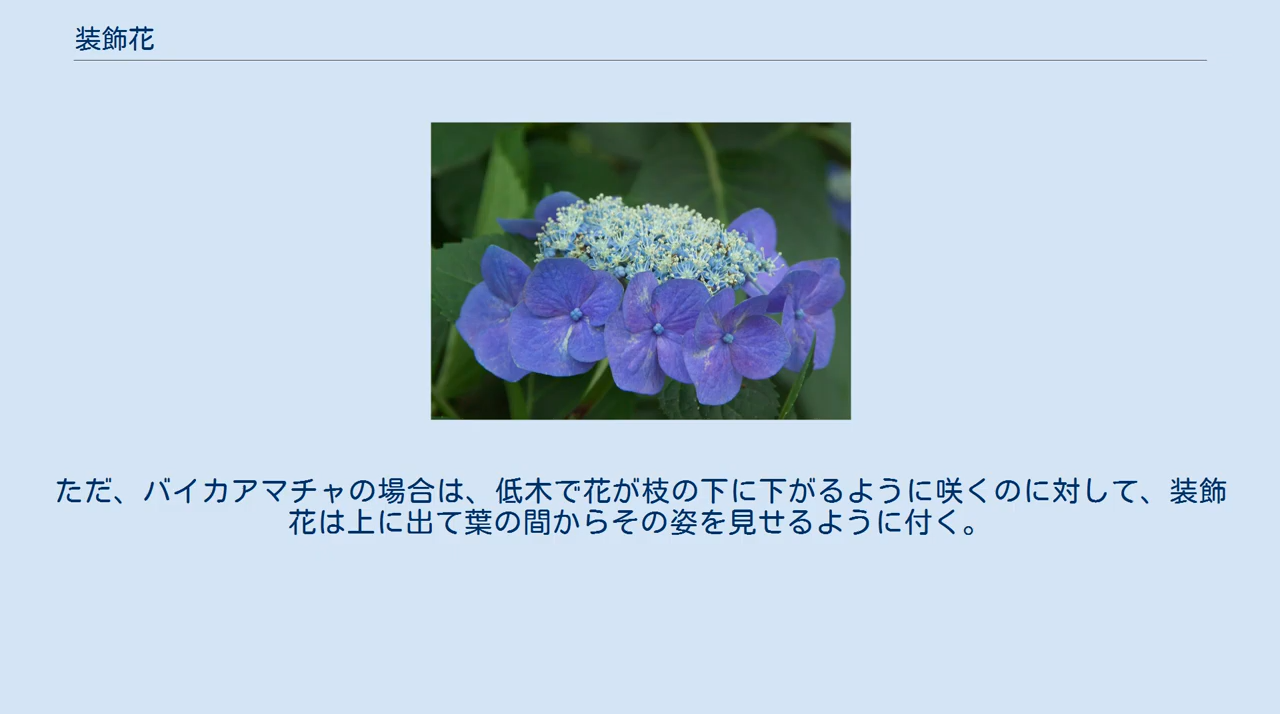 装飾花
ただ、バイカアマチャの場合は、低木で花が枝の下に下がるように咲くのに対して、装飾
花は上に出て葉の間からその姿を見せるように付く。